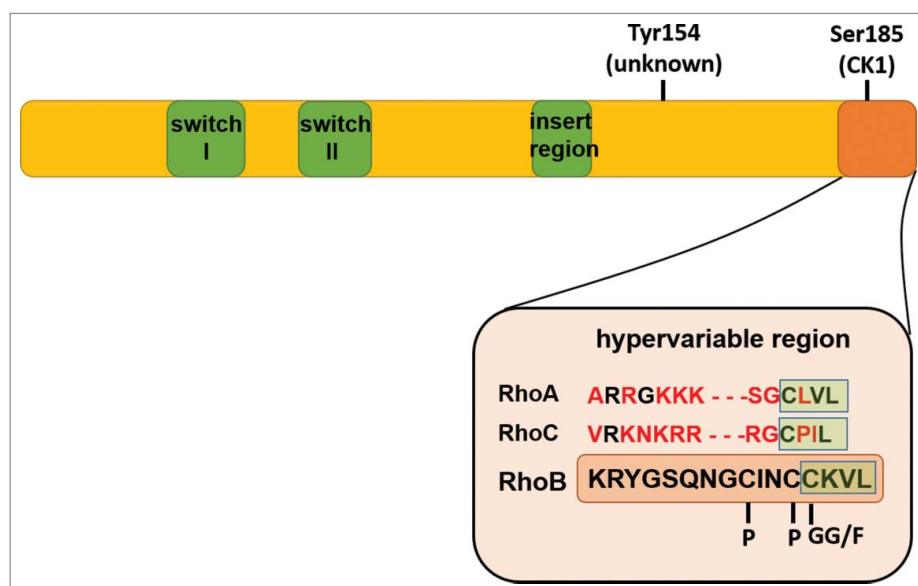 Tyr154
(unknown)
Ser185
(CK1)
switch
I
switch
II
insert
region
hypervariable region
RhoA ARRGKKK - - -SGCLVL
RhoC VRKNKRR - - -RGCPIL
RhoB KRYGSQNGCINCCKVL
P P GG/F